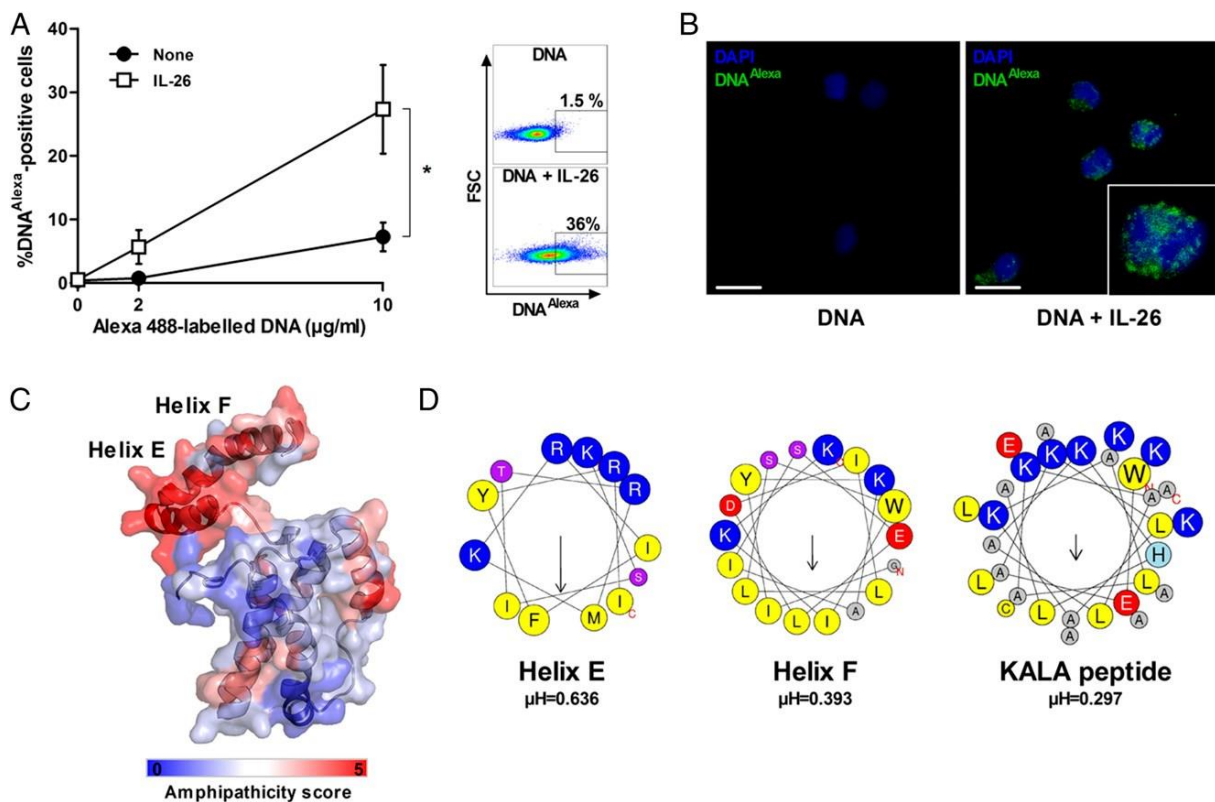 A
40
30
20
10
0
%DNA^Alexa-positive cells
None
IL-26
*
0
2
10
Alexa 488-labelled DNA (µg/ml)
DNA
1.5 %
DNA + IL-26
36%
FSC
DNA^Alexa
B
DAPI
DNA^Alexa
DAPI
DNA^Alexa
DNA
DNA + IL-26
C
Helix F
Helix E
0
5
Amphipathicity score
D
R K R R
T
Y
K
I
S
I
C
I F M
Helix E
µH=0.636
S S K I
Y K
W
D E
K G N
I L
L A
I L I
Helix F
µH=0.393
E A K K K A K
W K
A N A A C
L K L K
A H
A L A
L A E A
C L L
A A
KALA peptide
µH=0.297